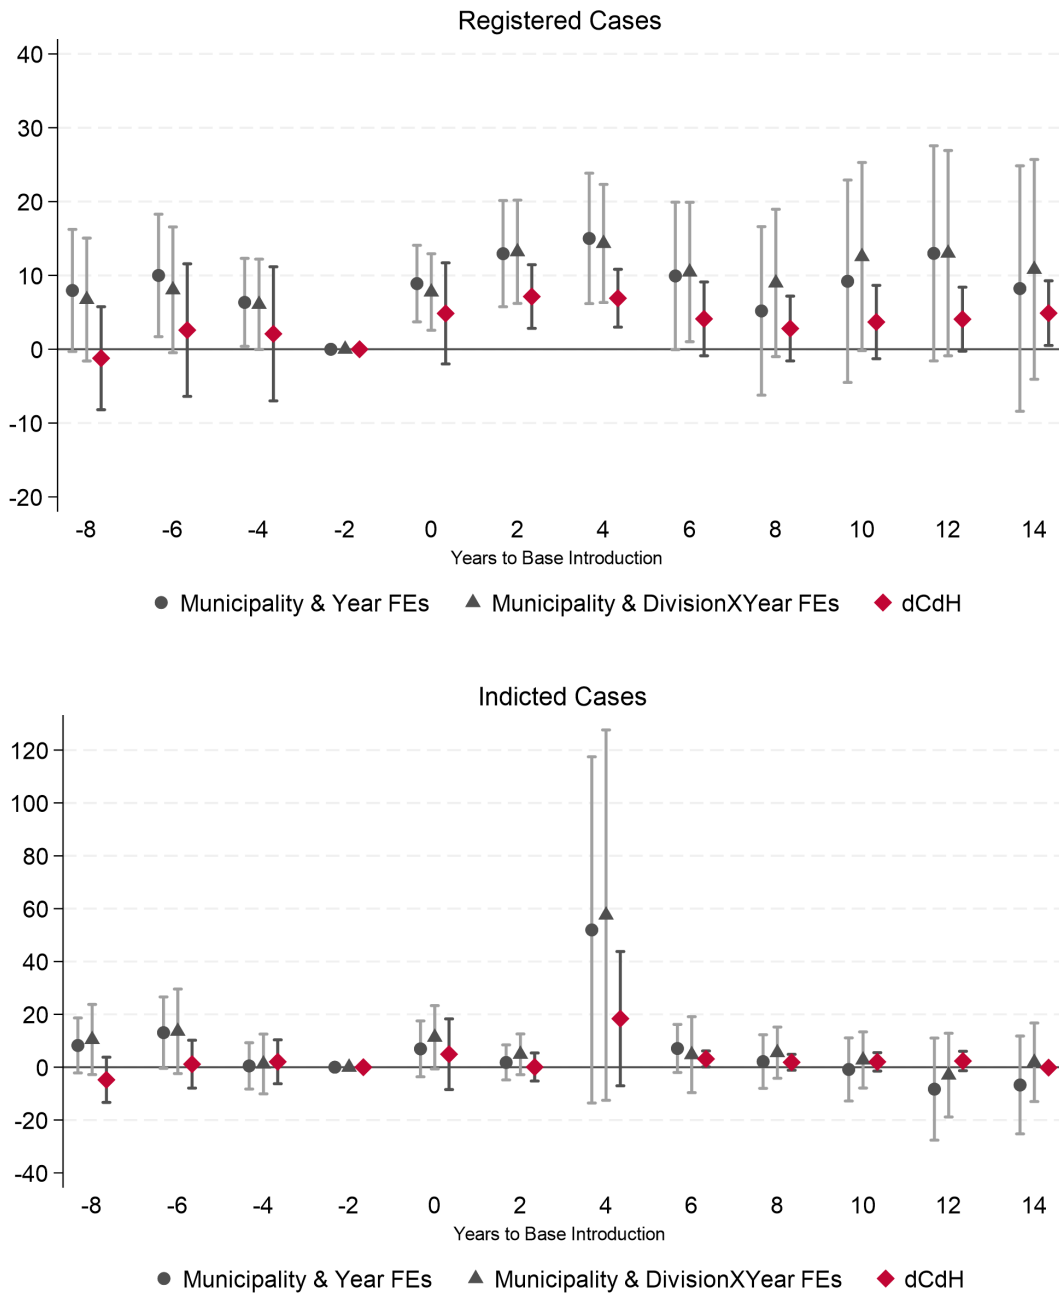 Registered Cases
40
30
20
10
0
-10
-20
-8 -6 -4 -2 0 2 4 6 8 10 12 14
Years to Base Introduction
Municipality & Year FEs Municipality & DivisionXYear FEs dCdH
Indicted Cases
120
100
80
60
40
20
0
-20
-40
-8 -6 -4 -2 0 2 4 6 8 10 12 14
Years to Base Introduction
Municipality & Year FEs Municipality & DivisionXYear FEs dCdH